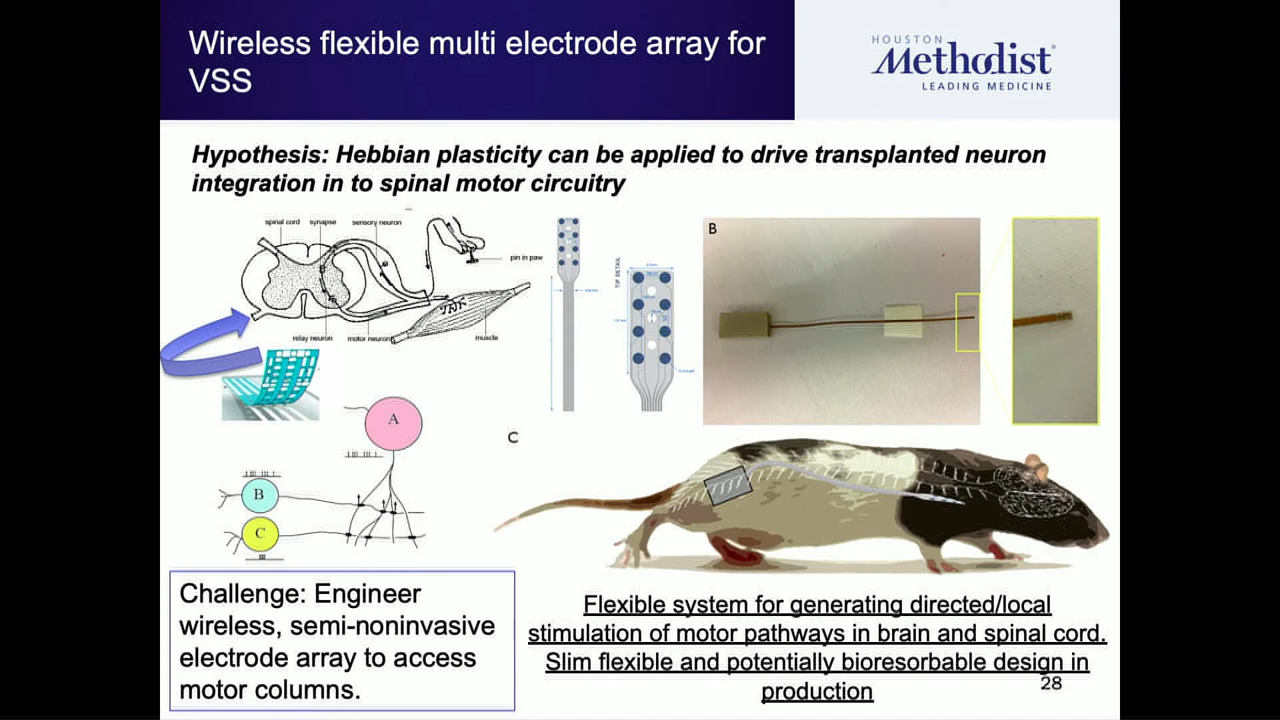 Wireless flexible multi electrode array for
VSS
HOUSTON
Methodist
LEADING MEDICINE
Hypothesis: Hebbian plasticity can be applied to drive transplanted neuron
integration in to spinal motor circuitry
spinal cord
synapse
sensory neuron
pin in paw
relay neuron
motor neuron
muscle
TIP DETAIL
B
A
B
C
C
Challenge: Engineer
wireless, semi-noninvasive
electrode array to access
motor columns.
Flexible system for generating directed/local
stimulation of motor pathways in brain and spinal cord.
Slim flexible and potentially bioresorbable design in
production
28